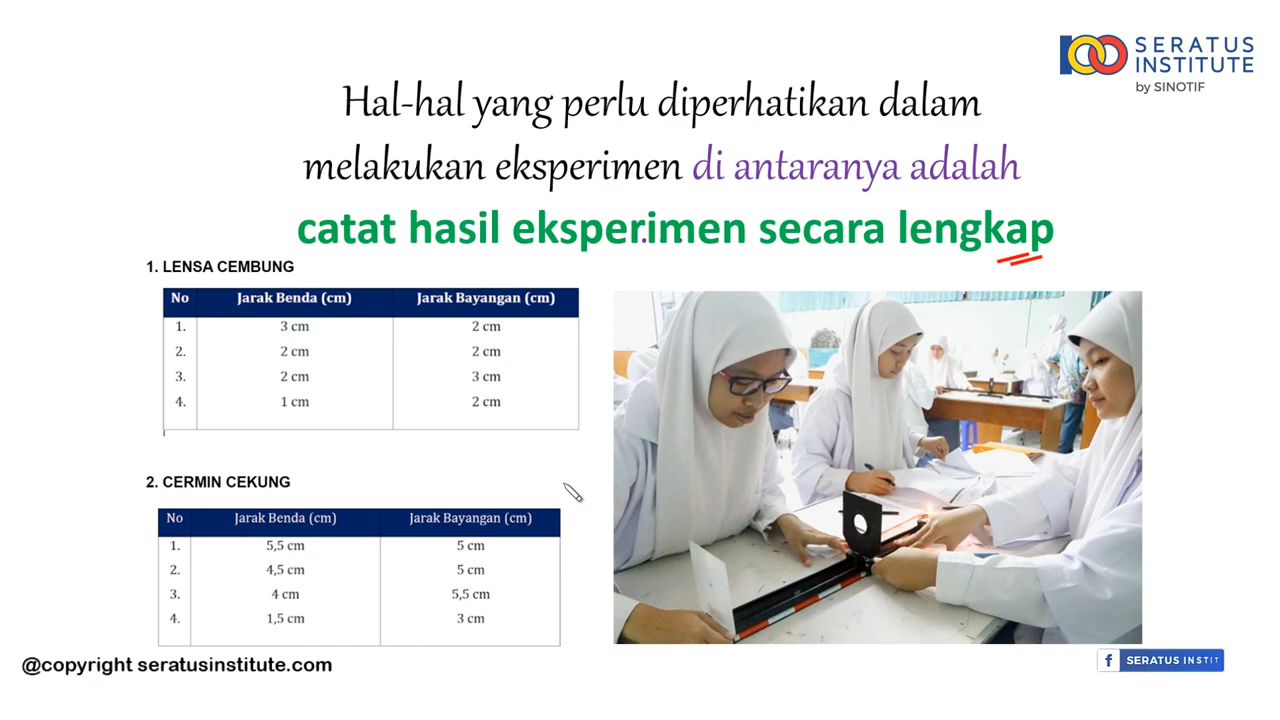 SERATUS
INSTITUTE
by SINOTIF
Hal-hal yang perlu diperhatikan dalam
melakukan eksperimen di antaranya adalah
catat hasil eksperimen secara lengkap
1. LENSA CEMBUNG
No Jarak Benda (cm) Jarak Bayangan (cm)
1. 3 cm 2 cm
2. 2 cm 2 cm
3. 2 cm 3 cm
4. 1 cm 2 cm
2. CERMIN CEKUNG
No Jarak Benda (cm) Jarak Bayangan (cm)
1. 5,5 cm 5 cm
2. 4,5 cm 5 cm
3. 4 cm 5,5 cm
4. 1,5 cm 3 cm
@copyright seratusinstitute.com
f SERATUS INSTIT